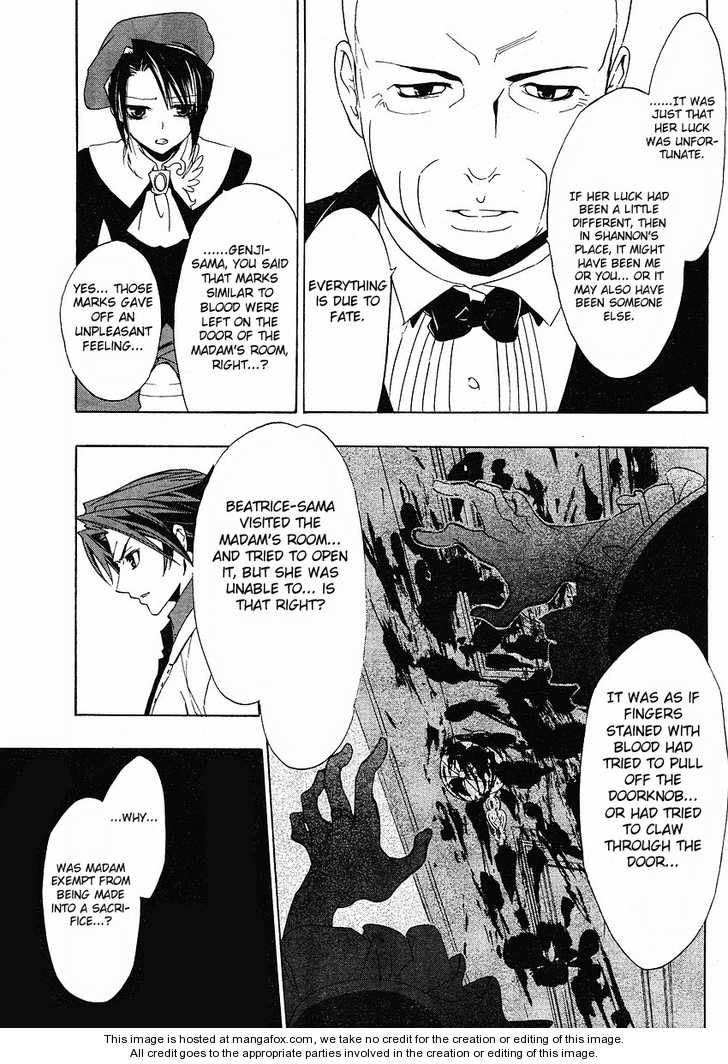 ......IT WAS
JUST THAT
HER LUCK
WAS UNFOR-
TUNATE.
IF HER LUCK HAD
BEEN A LITTLE
DIFFERENT, THEN
IN SHANNON'S
PLACE, IT MIGHT
HAVE BEEN ME
OR YOU... OR IT
MAY ALSO HAVE
BEEN SOMEONE
ELSE.
EVERYTHING
IS DUE TO
FATE.
......GENJI-
SAMA, YOU SAID
THAT MARKS
SIMILAR TO
BLOOD WERE
LEFT ON THE
DOOR OF THE
MADAM'S ROOM,
RIGHT...?
YES... THOSE
MARKS GAVE
OFF AN
UNPLEASANT
FEELING...
BEATRICE-SAMA
VISITED THE
MADAM'S ROOM...
AND TRIED TO OPEN
IT, BUT SHE WAS
UNABLE TO... IS
THAT RIGHT?
IT WAS AS IF
FINGERS
STAINED WITH
BLOOD HAD
TRIED TO PULL
OFF THE
DOORKNOB...
OR HAD TRIED
TO CLAW
THROUGH THE
DOOR...
...WHY...
WAS MADAM
EXEMPT FROM
BEING MADE
INTO A SACRI-
FICE...?
This image is hosted at mangafox.com, we take no credit for the creation or editing of this image.
All credit goes to the appropriate parties involved in the creation or editing of this image.